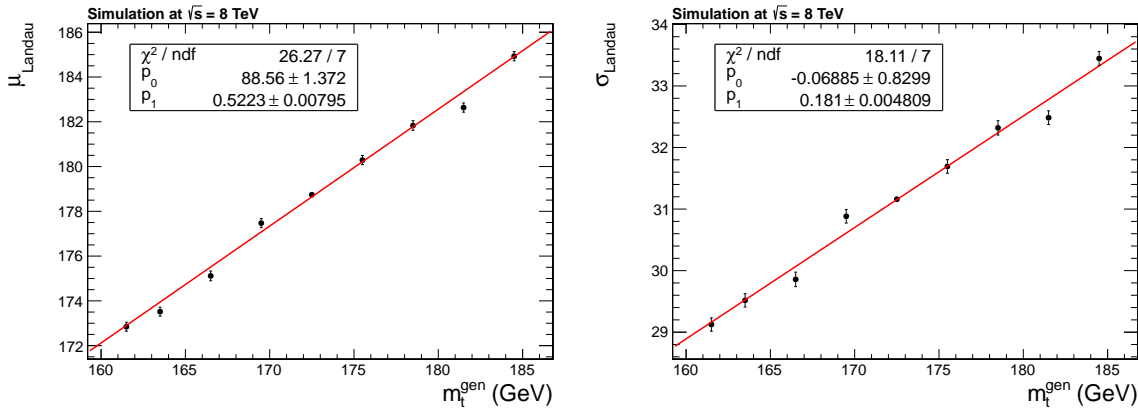 Simulation at √s = 8 TeV
μ_Landau
186
184
182
180
178
176
174
172
χ² / ndf 26.27 / 7
p₀ 88.56 ± 1.372
p₁ 0.5223 ± 0.00795
160 165 170 175 180 185
m_t^gen (GeV)
Simulation at √s = 8 TeV
σ_Landau
34
33
32
31
30
29
χ² / ndf 18.11 / 7
p₀ -0.06885 ± 0.8299
p₁ 0.181 ± 0.004809
160 165 170 175 180 185
m_t^gen (GeV)